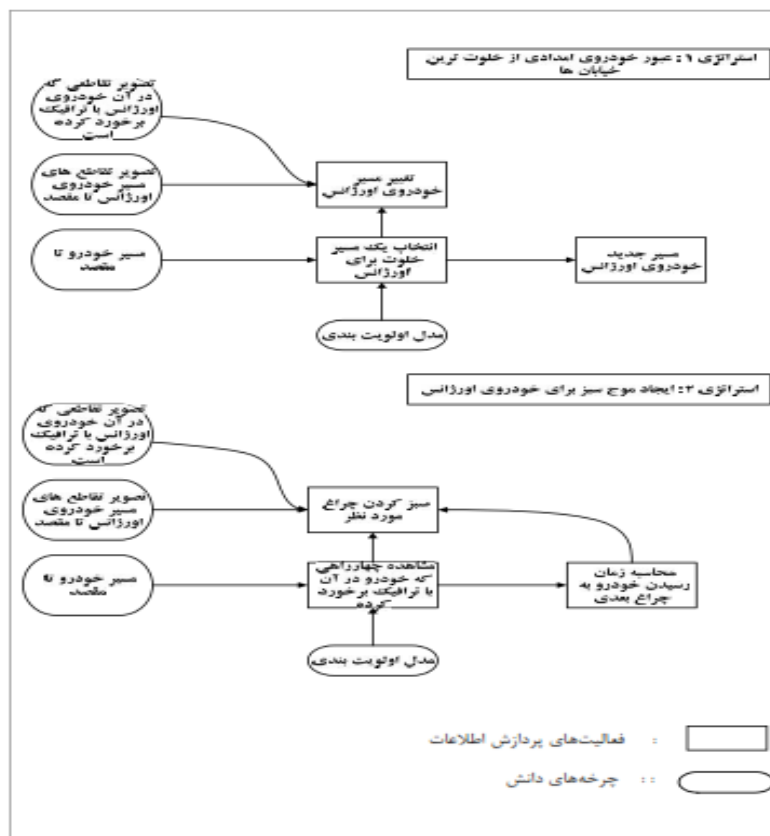 استراتژی ۱: عبور خودروی امدادی از خلوت ترین
خیابان ها
تصویر تقاطعی که
در آن خودروی
اورژانس با ترافیک
برخورد کرده
است
تصویر تقاطع های
مسیر خودروی
اورژانس تا مقصد
تغییر مسیر
خودروی اورژانس
مسیر خودرو تا
مقصد
انتخاب یک مسیر
خلوت برای
اورژانس
مسیر جدید
خودروی اورژانس
مدل اولویت بندی
استراتژی ۲: ایجاد موج سبز برای خودروی اورژانس
تصویر تقاطعی که
در آن خودروی
اورژانس با ترافیک
برخورد کرده
است
تصویر تقاطع های
مسیر خودروی
اورژانس تا مقصد
سبز کردن چراغ
مورد نظر
مسیر خودرو تا
مقصد
مشاهده چهارراهی
که خودرو در آن
با ترافیک برخورد
کرده
محاسبه زمان
رسیدن خودرو به
چراغ بعدی
مدل اولویت بندی
: فعالیت‌های پردازش اطلاعات
:: چرخه‌های دانش